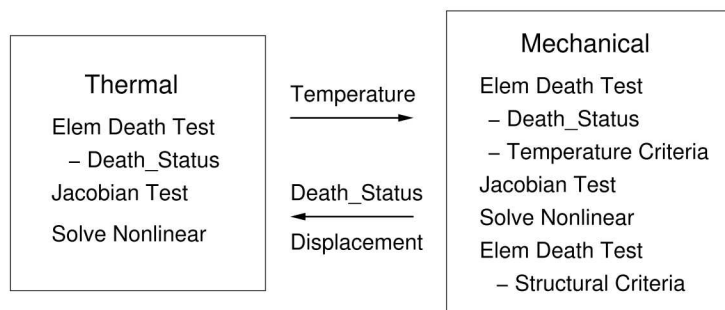 Thermal
Elem Death Test
– Death_Status
Jacobian Test
Solve Nonlinear
Temperature
Death_Status
Displacement
Mechanical
Elem Death Test
– Death_Status
– Temperature Criteria
Jacobian Test
Solve Nonlinear
Elem Death Test
– Structural Criteria